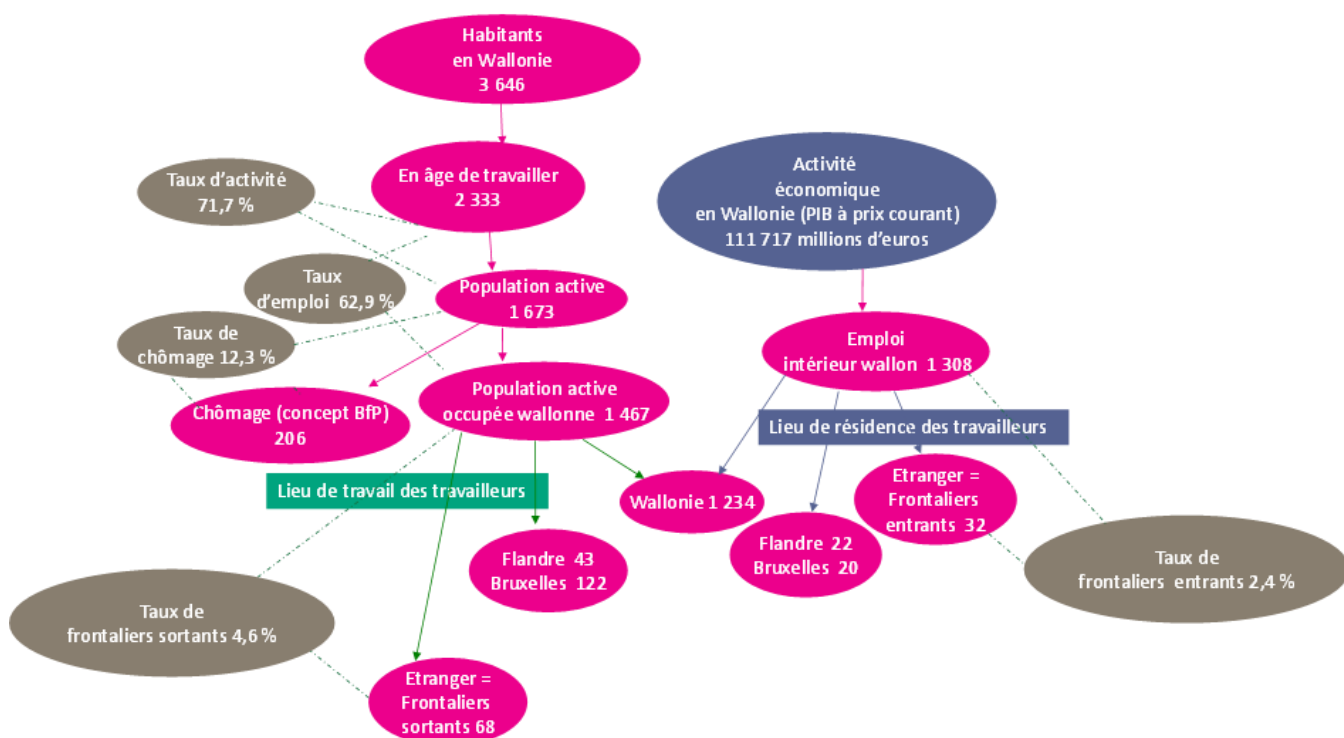 Habitants
en Wallonie
3 646
En âge de travailler
2 333
Taux d'activité
71,7 %
Activité
économique
en Wallonie (PIB à prix courant)
111 717 millions d'euros
Taux
d'emploi 62,9 %
Population active
1 673
Taux de
chômage 12,3 %
Emploi
intérieur wallon 1 308
Chômage (concept BfP)
206
Population active
occupée wallonne 1 467
Lieu de résidence des travailleurs
Lieu de travail des travailleurs
Wallonie 1 234
Etranger =
Frontaliers
entrants 32
Flandre 43
Bruxelles 122
Flandre 22
Bruxelles 20
Taux de
frontaliers entrants 2,4 %
Taux de
frontaliers sortants 4,6 %
Etranger =
Frontaliers
sortants 68